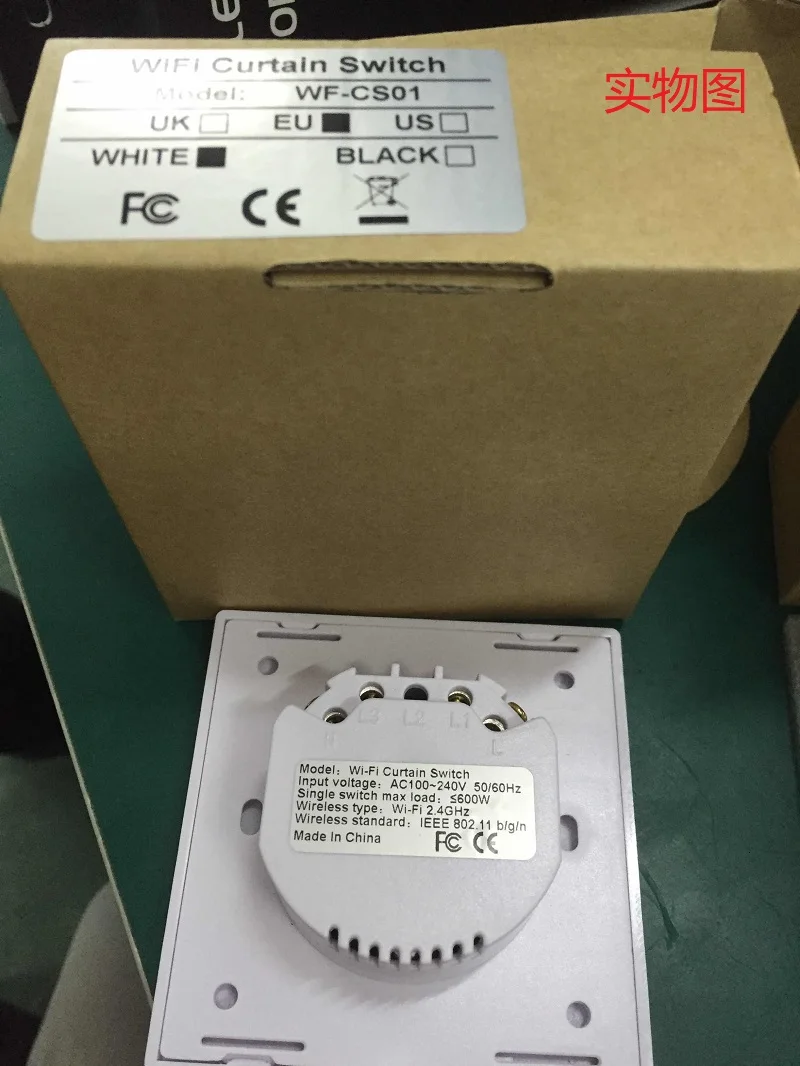 WIFI Curtain Switch
实物图
Model: WF-CS01
UK EU US
WHITE BLACK
FC CE
L3 L2 L1
N L
Model: Wi-Fi Curtain Switch
Input voltage: AC100~240V 50/60Hz
Single switch max load: ≤600W
Wireless type: Wi-Fi 2.4GHz
Wireless standard: IEEE 802.11 b/g/n
Made In China FC CE